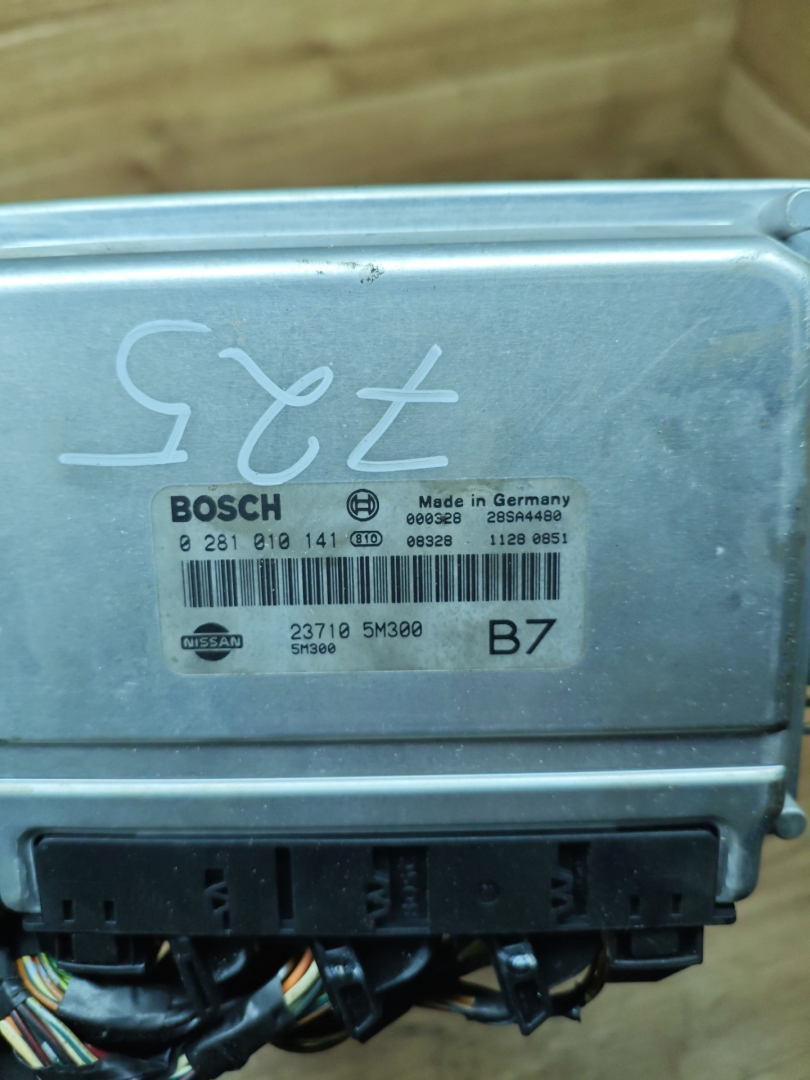 725
BOSCH Made in Germany
000328 28SA4480
0 281 010 141 810 08328 1128 0851
NISSAN 23710 5M300 B7
5M300